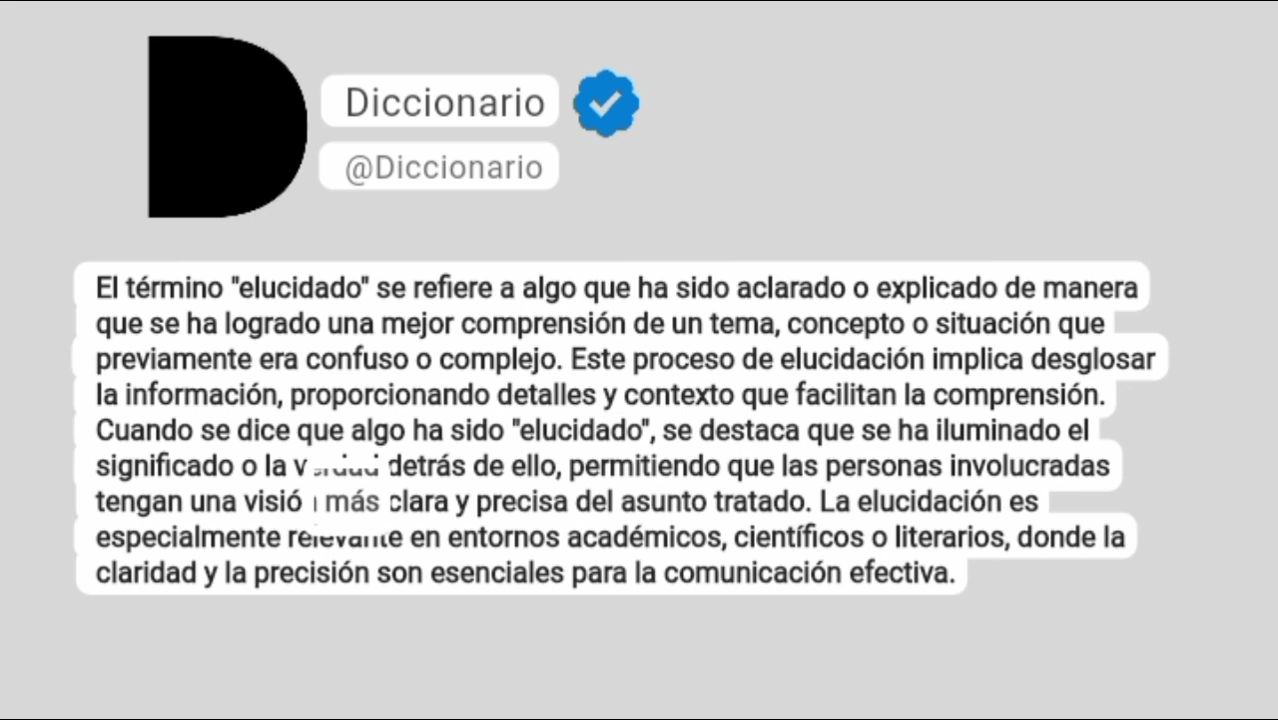 Diccionario
@Diccionario
El término "elucidado" se refiere a algo que ha sido aclarado o explicado de manera
que se ha logrado una mejor comprensión de un tema, concepto o situación que
previamente era confuso o complejo. Este proceso de elucidación implica desglosar
la información, proporcionando detalles y contexto que facilitan la comprensión.
Cuando se dice que algo ha sido "elucidado", se destaca que se ha iluminado el
significado o la verdad detrás de ello, permitiendo que las personas involucradas
tengan una visión más clara y precisa del asunto tratado. La elucidación es
especialmente relevante en entornos académicos, científicos o literarios, donde la
claridad y la precisión son esenciales para la comunicación efectiva.